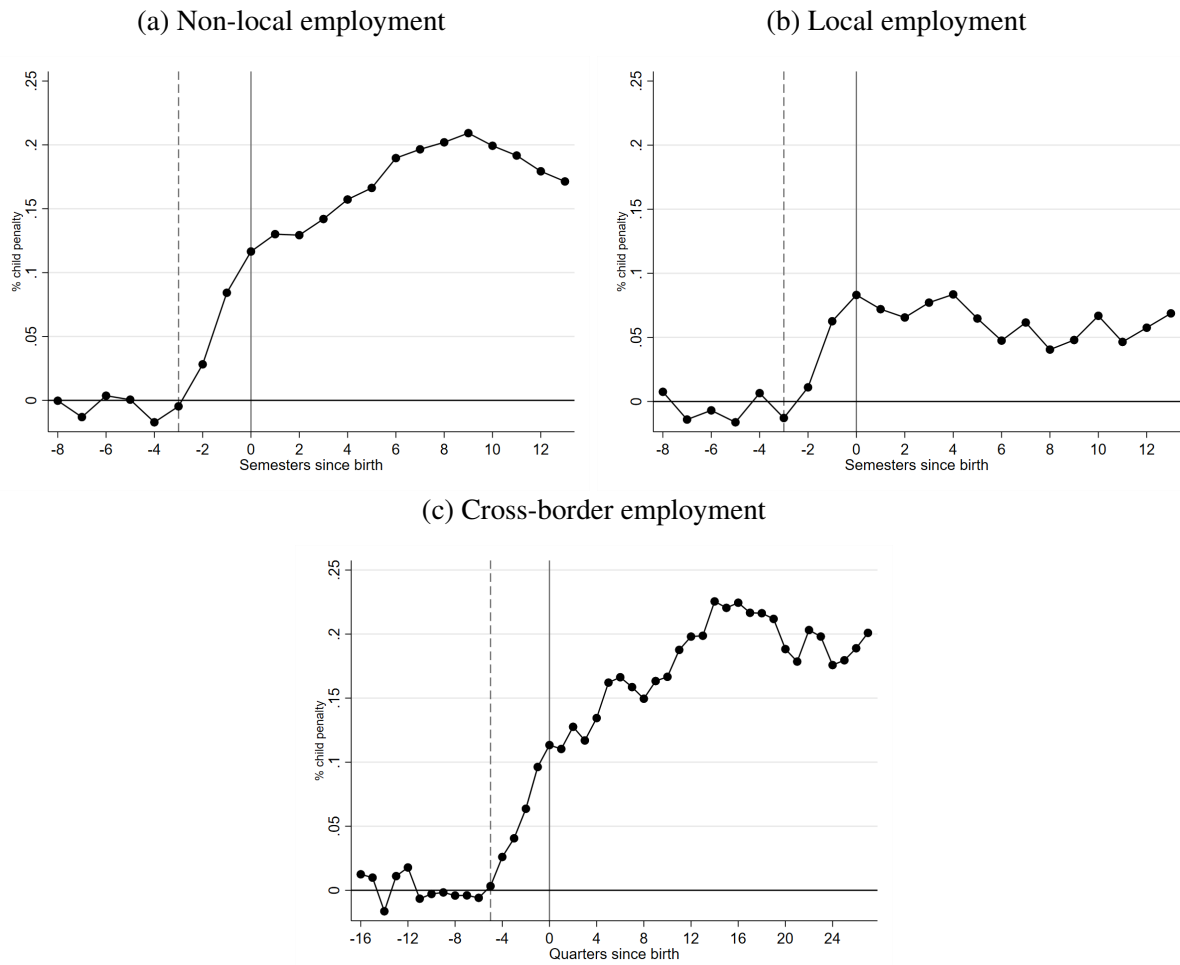 (a) Non-local employment
% child penalty
.25
.2
.15
.1
.05
0
-8 -6 -4 -2 0 2 4 6 8 10 12
Semesters since birth
(b) Local employment
% child penalty
.25
.2
.15
.1
.05
0
-8 -6 -4 -2 0 2 4 6 8 10 12
Semesters since birth
(c) Cross-border employment
% child penalty
.25
.2
.15
.1
.05
0
-16 -12 -8 -4 0 4 8 12 16 20 24
Quarters since birth